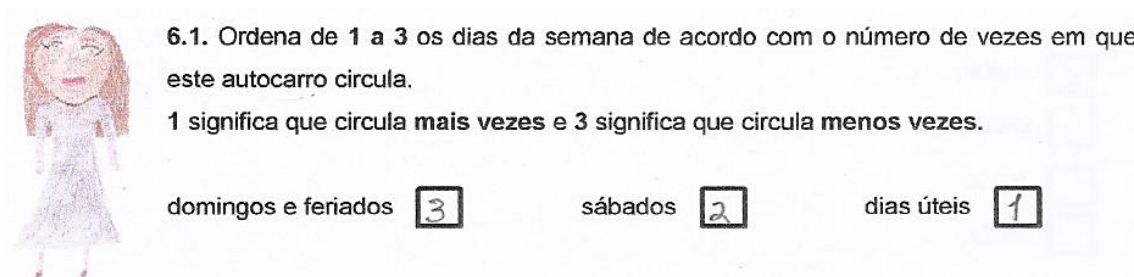 6.1. Ordena de 1 a 3 os dias da semana de acordo com o número de vezes em que
este autocarro circula.
1 significa que circula mais vezes e 3 significa que circula menos vezes.
domingos e feriados 3 sábados 2 dias úteis 1